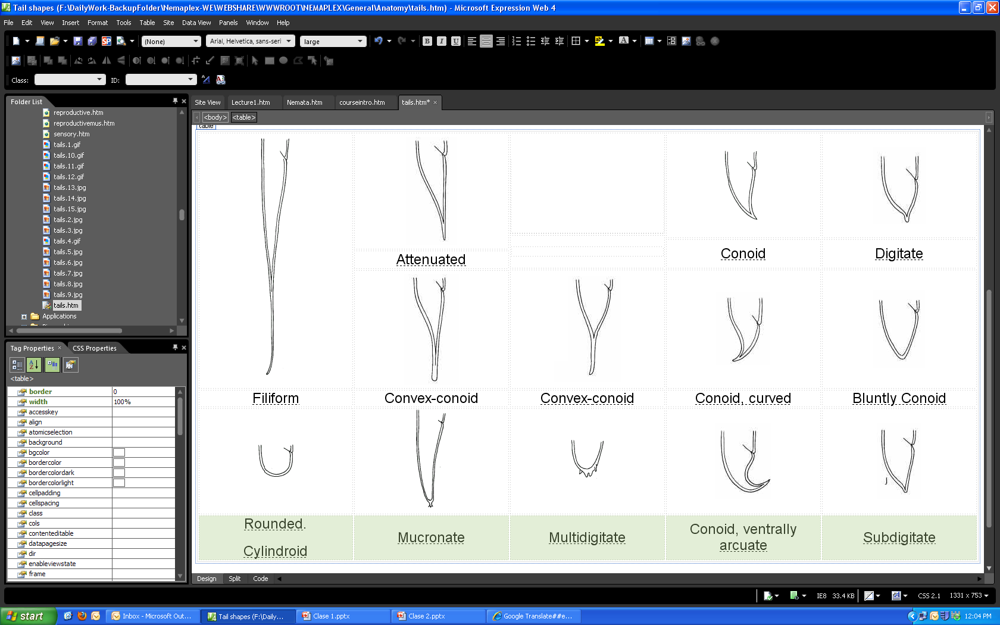 Tail shapes (F:\DailyWork-BackupFolder\Nemaplex-WE\WEBSHARE\WWWROOT\NEMAPLEX\General\Anatomy\tails.htm) - Microsoft Expression Web 4
File Edit View Insert Format Tools Table Site Data View Panels Window Help
(None) Arial, Helvetica, sans-seri large
Class: ID:
Folder List
reproductive.htm
reproductivemus.htm
sensory.htm
tails.1.gif
tails.10.gif
tails.11.gif
tails.12.gif
tails.13.jpg
tails.14.jpg
tails.15.jpg
tails.2.jpg
tails.3.jpg
tails.4.gif
tails.5.jpg
tails.6.jpg
tails.7.jpg
tails.8.jpg
tails.9.jpg
tails.htm
Applications
Tag Properties CSS Properties
<table>
border 0
width 100%
accesskey
align
atomicselection
background
bgcolor
bordercolor
bordercolordark
bordercolorlight
cellpadding
cellspacing
class
cols
contenteditable
datapagesize
dir
enableviewstate
frame
Site View Lecture1.htm Nemata.htm courseintro.htm tails.htm*
<body> <table>
table
Attenuated Conoid Digitate
Filiform Convex-conoid Convex-conoid Conoid, curved Bluntly Conoid
Rounded.
Cylindroid
Mucronate
Multidigitate
Conoid, ventrally
arcuate
Subdigitate
Design Split Code
IE8 33.4 KB CSS 2.1 1331 x 753
start Inbox - Microsoft Out... Tail shapes (F:\Daily... Clase 1.pptx Clase 2.pptx Google Translate##e... 12:04 PM